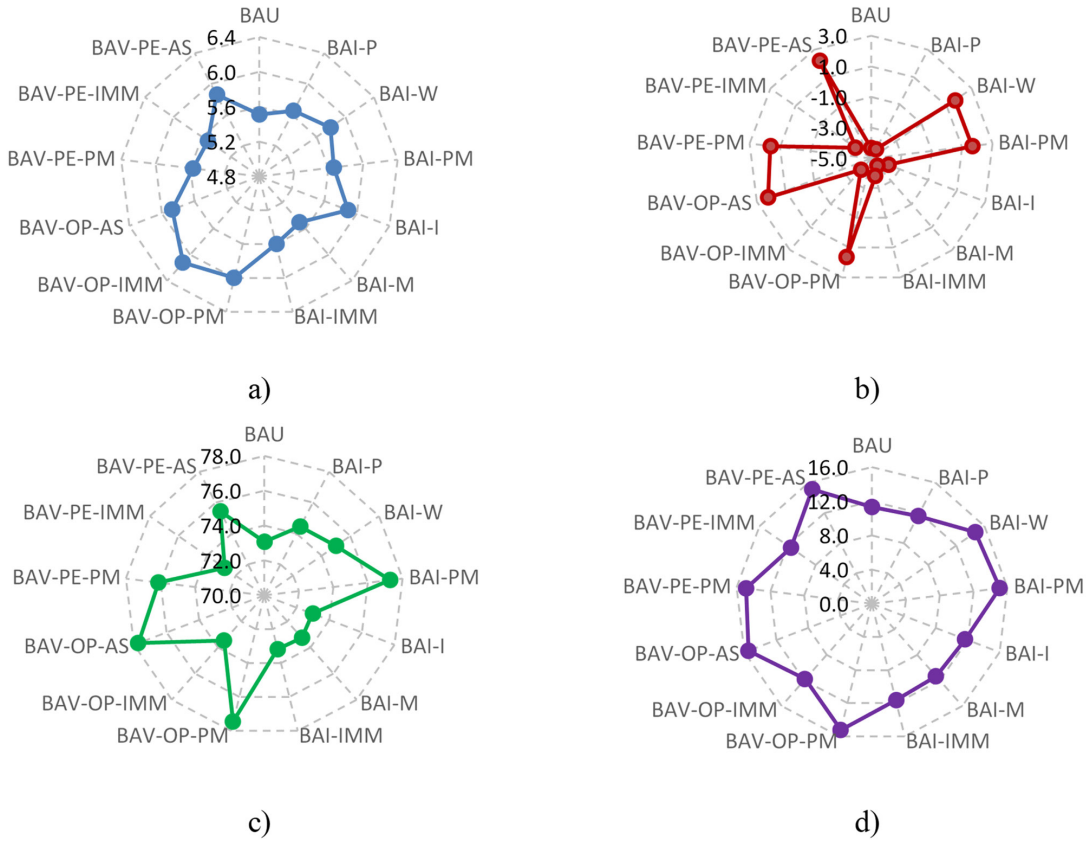 BAU
6.4
BAV-PE-AS
BAI-P
6.0
BAV-PE-IMM
5.6
BAI-W
5.2
BAV-PE-PM
4.8
BAI-PM
BAV-OP-AS
BAI-I
BAV-OP-IMM
BAI-M
BAV-OP-PM
BAI-IMM
a)
BAU
3.0
BAV-PE-AS
BAI-P
1.0
BAV-PE-IMM
-1.0
BAI-W
-3.0
BAV-PE-PM
-5.0
BAI-PM
BAV-OP-AS
BAI-I
BAV-OP-IMM
BAI-M
BAV-OP-PM
BAI-IMM
b)
BAU
78.0
BAV-PE-AS
BAI-P
76.0
BAV-PE-IMM
74.0
BAI-W
72.0
BAV-PE-PM
70.0
BAI-PM
BAV-OP-AS
BAI-I
BAV-OP-IMM
BAI-M
BAV-OP-PM
BAI-IMM
c)
BAU
16.0
BAV-PE-AS
BAI-P
12.0
BAV-PE-IMM
8.0
BAI-W
4.0
BAV-PE-PM
0.0
BAI-PM
BAV-OP-AS
BAI-I
BAV-OP-IMM
BAI-M
BAV-OP-PM
BAI-IMM
d)